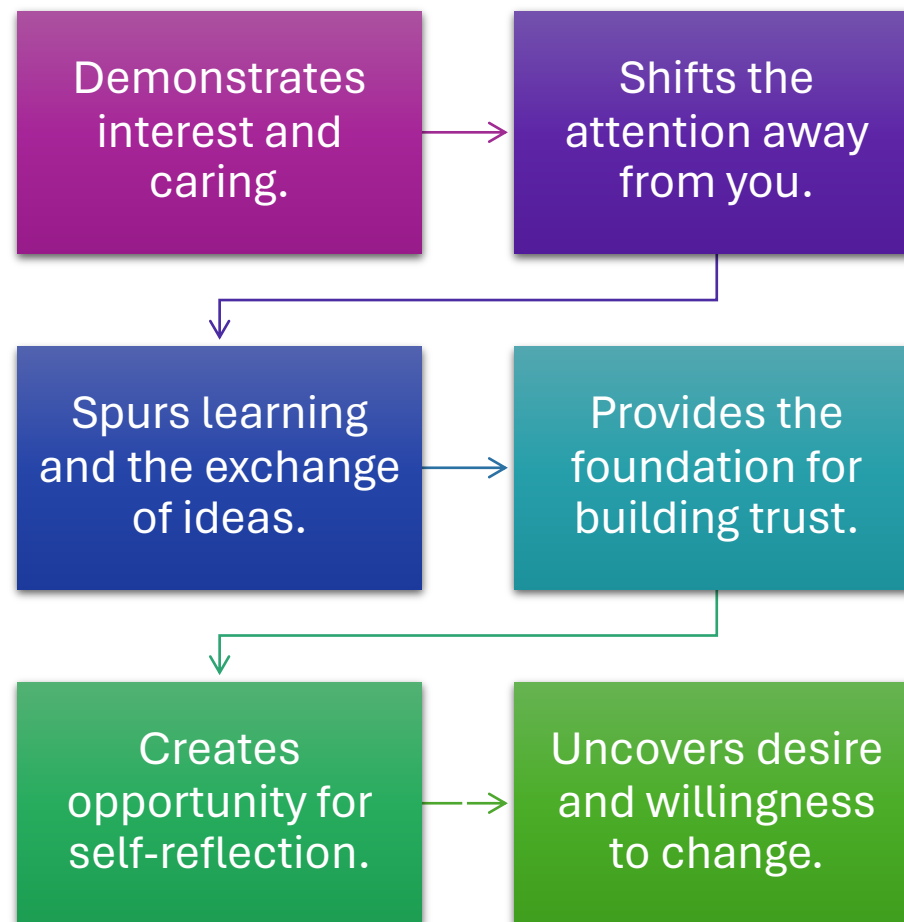 Demonstrates
interest and
caring.
Shifts the
attention away
from you.
Spurs learning
and the exchange
of ideas.
Provides the
foundation for
building trust.
Creates
opportunity for
self-reflection.
Uncovers desire
and willingness
to change.